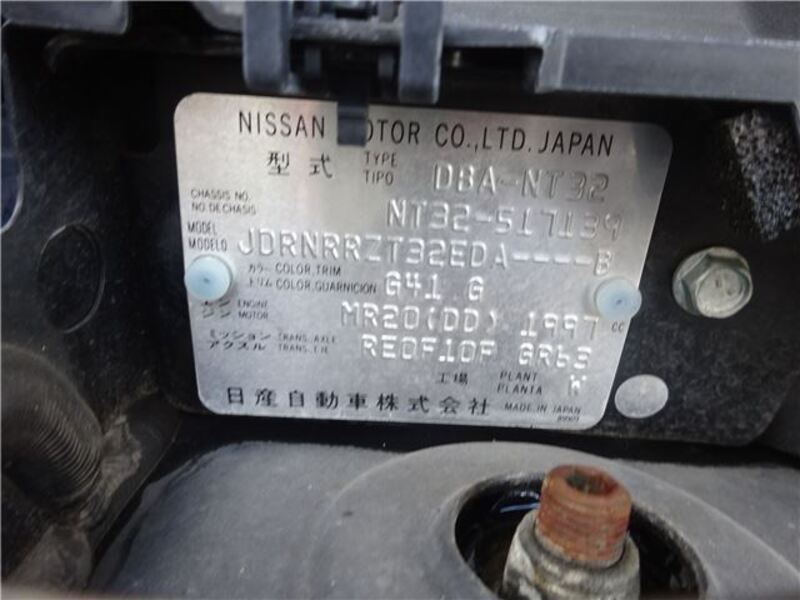 NISSAN MOTOR CO.,LTD. JAPAN
型式 TYPE TIPO DBA-NT32
CHASSIS NO. NO.DE CHASIS NT32-517139
MODEL MODELO JDRNRRZT32EDA----B
カラー COLOR,TRIM トリム COLOR,GUARNICION G41 G
エンジン ENGINE MOTOR MR20(DD) 1997 CC
ミッション TRANS. AXLE アクスル TRANS. EJE RE0F10F GR63
工場 PLANT PLANTA W
日産自動車株式会社 MADE IN JAPAN